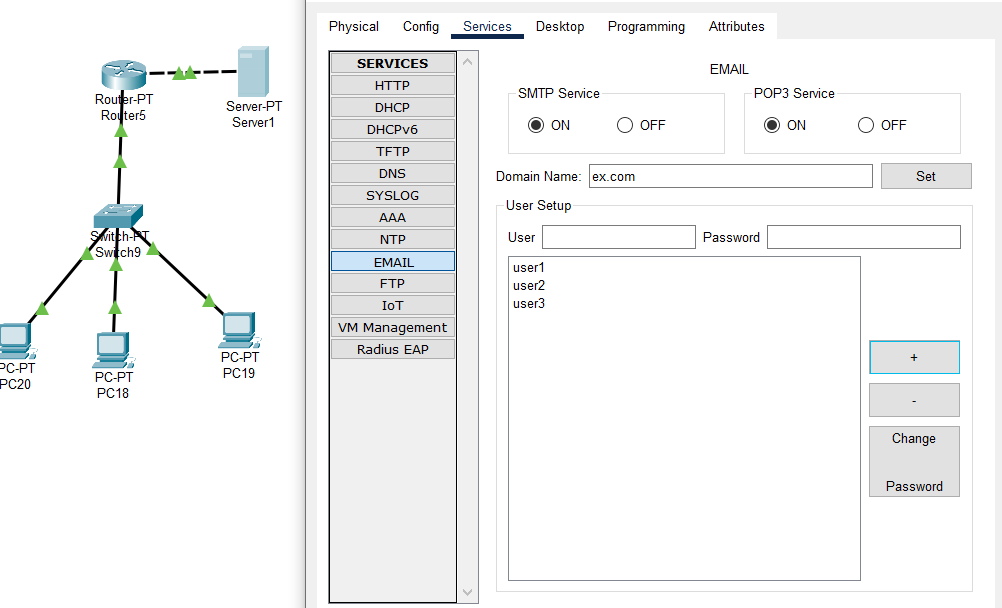 Router-PT
Router5
Server-PT
Server1
Switch-PT
Switch9
PC-PT
PC20
PC-PT
PC18
PC-PT
PC19
Physical Config Services Desktop Programming Attributes
SERVICES
HTTP
DHCP
DHCPv6
TFTP
DNS
SYSLOG
AAA
NTP
EMAIL
FTP
IoT
VM Management
Radius EAP
EMAIL
SMTP Service
ON OFF
POP3 Service
ON OFF
Domain Name: ex.com Set
User Setup
User Password
user1
user2
user3
+
-
Change
Password